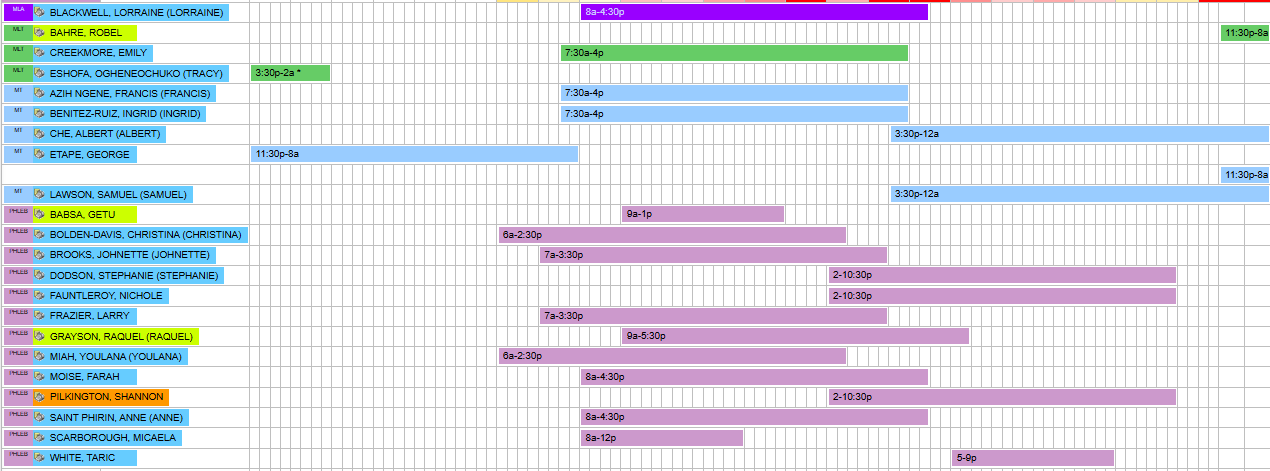 MLA BLACKWELL, LORRAINE (LORRAINE) 8a-4:30p
MLT BAHRE, ROBEL 11:30p-8a
MLT CREEKMORE, EMILY 7:30a-4p
MLT ESHOFA, OGHENEOCHUKO (TRACY) 3:30p-2a *
MT AZIH NGENE, FRANCIS (FRANCIS) 7:30a-4p
MT BENITEZ-RUIZ, INGRID (INGRID) 7:30a-4p
MT CHE, ALBERT (ALBERT) 3:30p-12a
MT ETAPE, GEORGE 11:30p-8a
11:30p-8a
MT LAWSON, SAMUEL (SAMUEL) 3:30p-12a
PHLEB BABSA, GETU 9a-1p
PHLEB BOLDEN-DAVIS, CHRISTINA (CHRISTINA) 6a-2:30p
PHLEB BROOKS, JOHNETTE (JOHNETTE) 7a-3:30p
PHLEB DODSON, STEPHANIE (STEPHANIE) 2-10:30p
PHLEB FAUNTLEROY, NICHOLE 2-10:30p
PHLEB FRAZIER, LARRY 7a-3:30p
PHLEB GRAYSON, RAQUEL (RAQUEL) 9a-5:30p
PHLEB MIAH, YOULANA (YOULANA) 6a-2:30p
PHLEB MOISE, FARAH 8a-4:30p
PHLEB PILKINGTON, SHANNON 2-10:30p
PHLEB SAINT PHIRIN, ANNE (ANNE) 8a-4:30p
PHLEB SCARBOROUGH, MICAELA 8a-12p
PHLEB WHITE, TARIC 5-9p